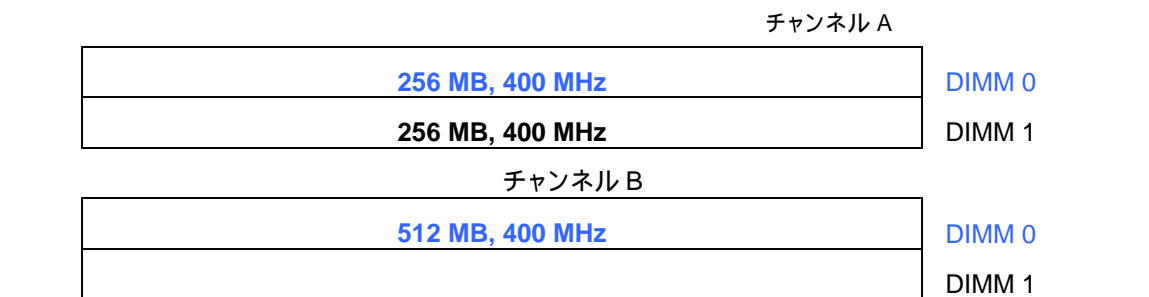 チャンネル A
256 MB, 400 MHz DIMM 0
256 MB, 400 MHz DIMM 1
チャンネル B
512 MB, 400 MHz DIMM 0
DIMM 1